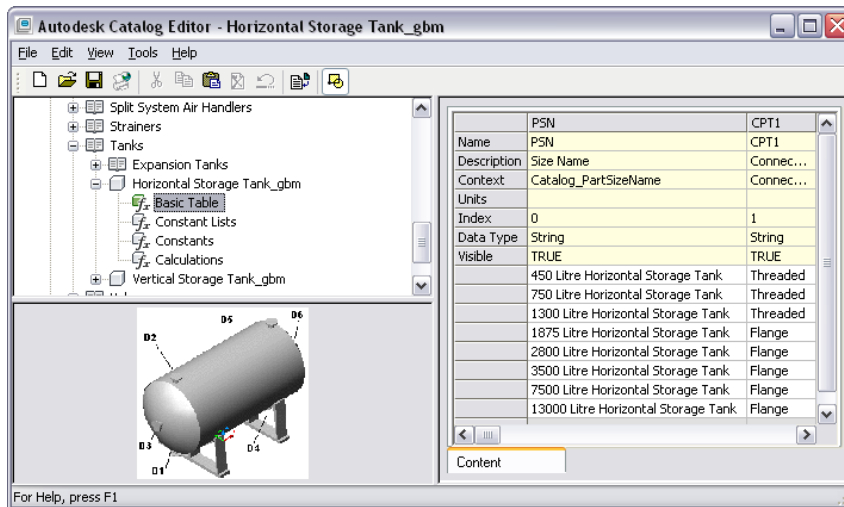 Autodesk Catalog Editor - Horizontal Storage Tank_gbm
File Edit View Tools Help
Split System Air Handlers
Strainers
Tanks
Expansion Tanks
Horizontal Storage Tank_gbm
Basic Table
Constant Lists
Constants
Calculations
Vertical Storage Tank_gbm
D5 D6
D2
D3 D4
D1
PSN CPT1
Name PSN CPT1
Description Size Name Connec...
Context Catalog_PartSizeName Connec...
Units
Index 0 1
Data Type String String
Visible TRUE TRUE
450 Litre Horizontal Storage Tank Threaded
750 Litre Horizontal Storage Tank Threaded
1300 Litre Horizontal Storage Tank Threaded
1875 Litre Horizontal Storage Tank Flange
2800 Litre Horizontal Storage Tank Flange
3500 Litre Horizontal Storage Tank Flange
7500 Litre Horizontal Storage Tank Flange
13000 Litre Horizontal Storage Tank Flange
Content
For Help, press F1